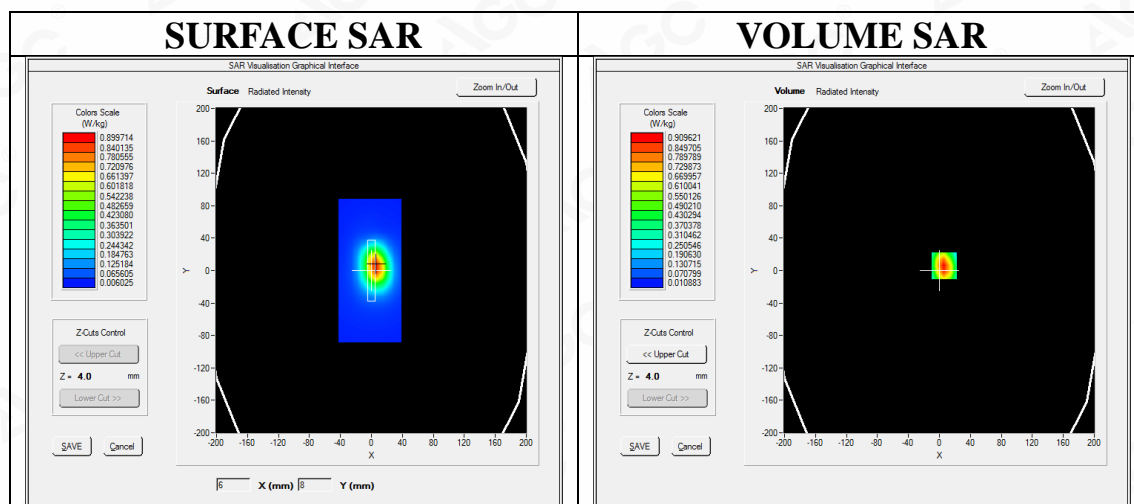 SURFACE SAR
SAR Visualisation Graphical Interface
Surface Radiated Intensity
Zoom In/Out
Colors Scale
(W/kg)
0.899714
0.840135
0.780555
0.720976
0.661397
0.601818
0.542238
0.482659
0.423080
0.363501
0.303922
0.244342
0.184763
0.125184
0.065605
0.006025
Z-Cuts Control
<< Upper Cut
Z = 4.0 mm
Lower Cut >>
SAVE Cancel
200
160
120
80
40
0
-40
-80
-120
-160
-200
Y
-200 -160 -120 -80 -40 0 40 80 120 160 200
X
6 X (mm) 8 Y (mm)
VOLUME SAR
SAR Visualisation Graphical Interface
Volume Radiated Intensity
Zoom In/Out
Colors Scale
(W/kg)
0.909621
0.849705
0.789789
0.729873
0.669957
0.610041
0.550126
0.490210
0.430294
0.370378
0.310462
0.250546
0.190630
0.130715
0.070799
0.010883
Z-Cuts Control
<< Upper Cut
Z = 4.0 mm
Lower Cut >>
SAVE Cancel
200
160
120
80
40
0
-40
-80
-120
-160
-200
Y
-200 -160 -120 -80 -40 0 40 80 120 160 200
X